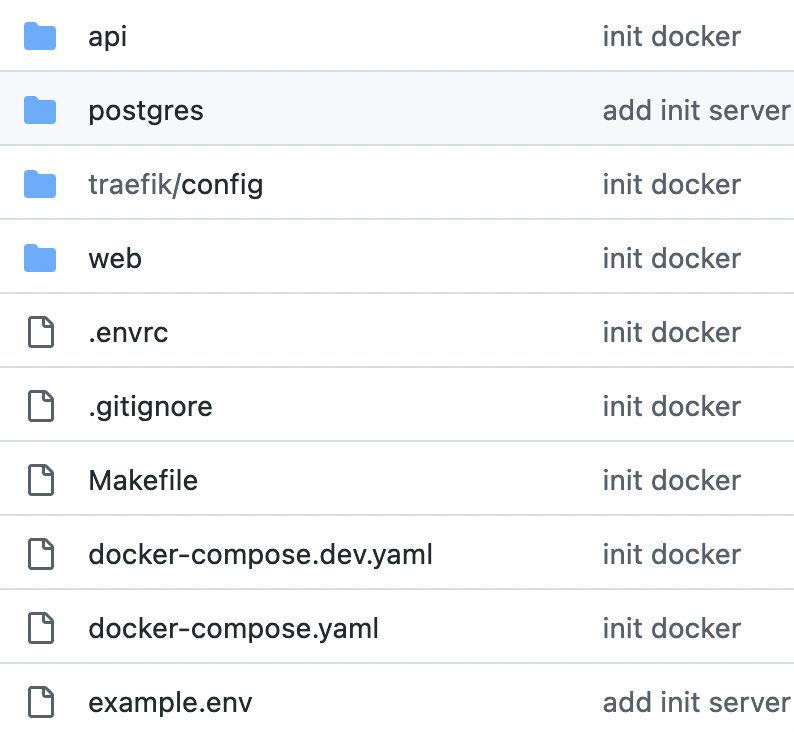 api init docker
postgres add init server
traefik/config init docker
web init docker
.envrc init docker
.gitignore init docker
Makefile init docker
docker-compose.dev.yaml init docker
docker-compose.yaml init docker
example.env add init server